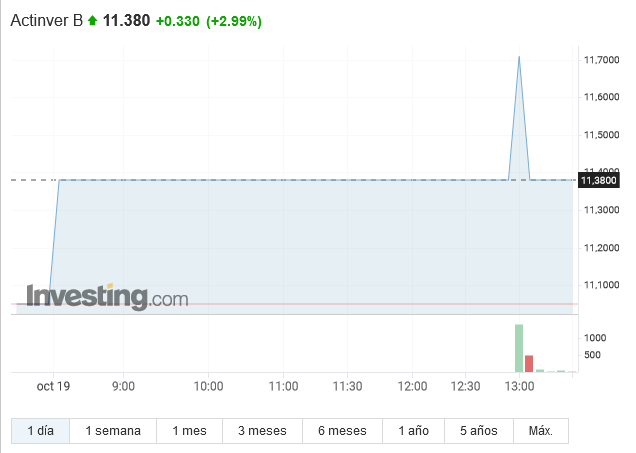 Actinver B 11.380 +0.330 (+2.99%)
11,7000
11,6000
11,5000
11,4000
11,3800
11,3000
11,2000
11,1000
Investing.com
1000
500
oct 19 9:00 10:00 11:00 11:30 12:00 12:30 13:00
1 día 1 semana 1 mes 3 meses 6 meses 1 año 5 años Máx.